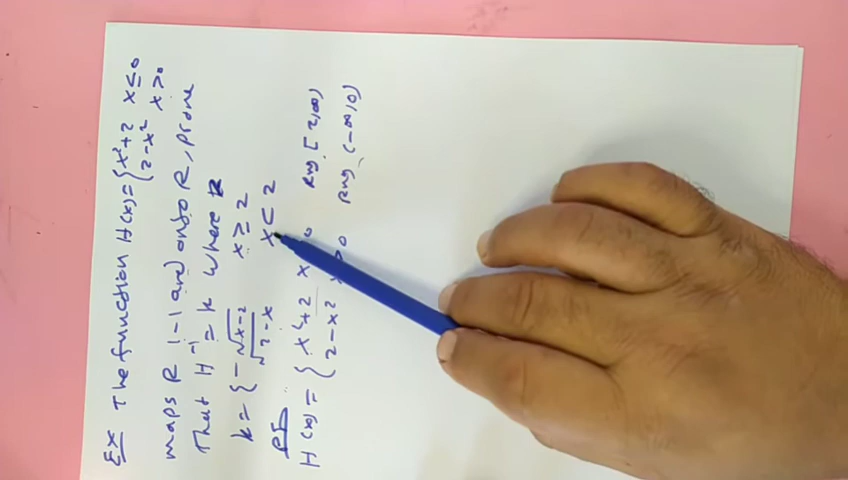 Ex The function H(x) = { x²+2 x ≤ 0
2-x² x > 0
maps R 1-1 and onto R, prove
That H⁻¹ = k where
k = { -√x-2 x ≥ 2
√2-x x < 2
Pf.
H(x) = { x²+2 x 0 Rng [2,∞)
2-x² 0 Rng (-∞,0)